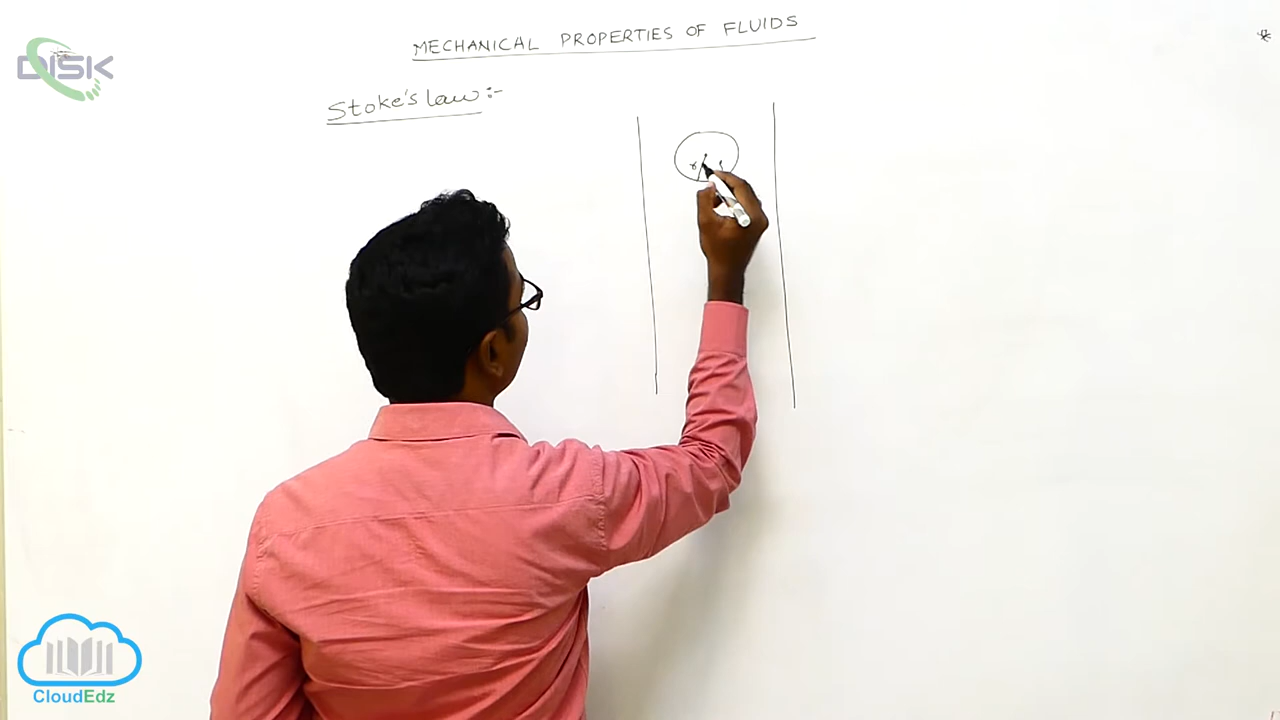 MECHANICAL PROPERTIES OF FLUIDS
DISK
Stoke's law :-
r
CloudEdz